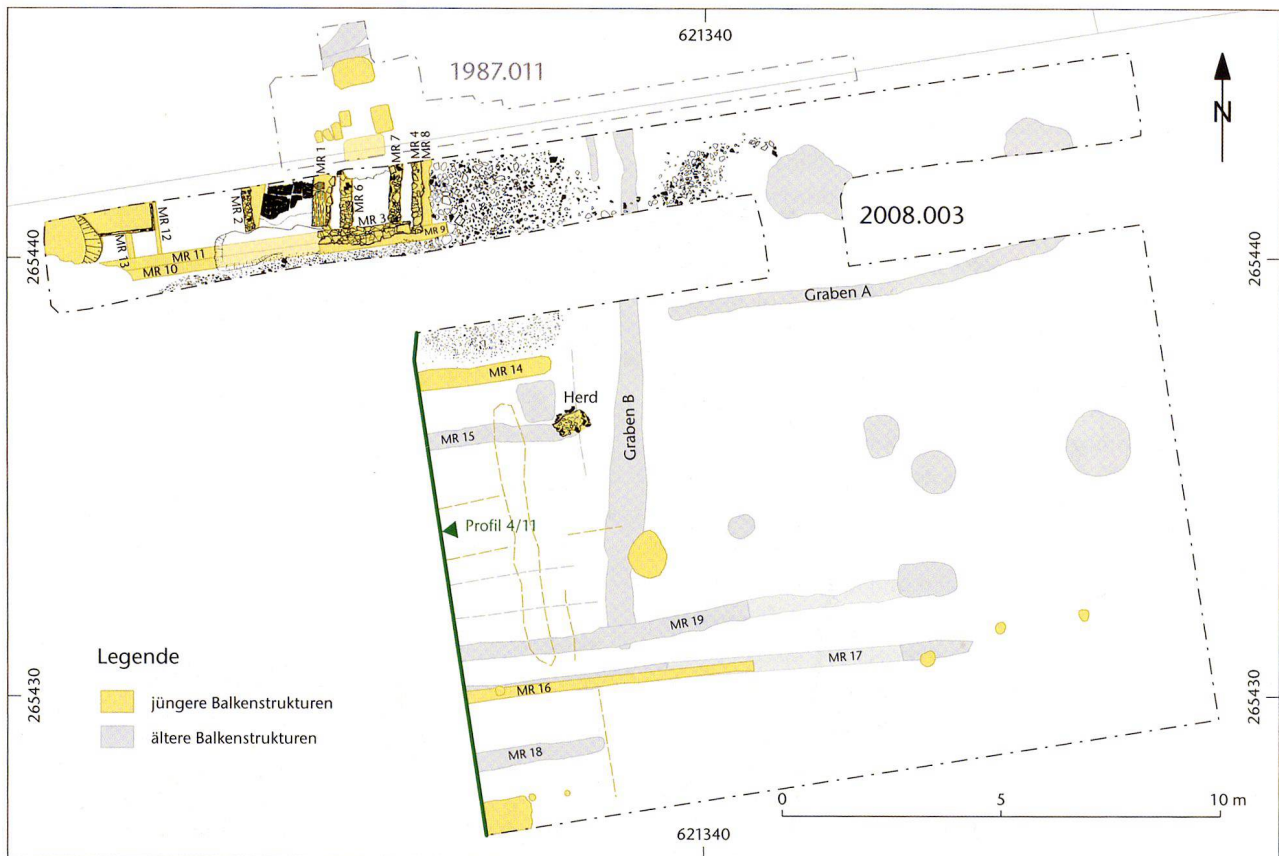 621340
1987.011
N
MR 1
MR 7
MR 4
MR 8
MR 6
MR 2
MR 3
MR 9
MR 12
MR 13
MR 11
MR 10
2008.003
265440
265440
Graben A
MR 14
Herd
MR 15
Graben B
Profil 4/11
MR 19
MR 17
MR 16
MR 18
Legende
jüngere Balkenstrukturen
ältere Balkenstrukturen
265430
265430
0 5 10 m
621340